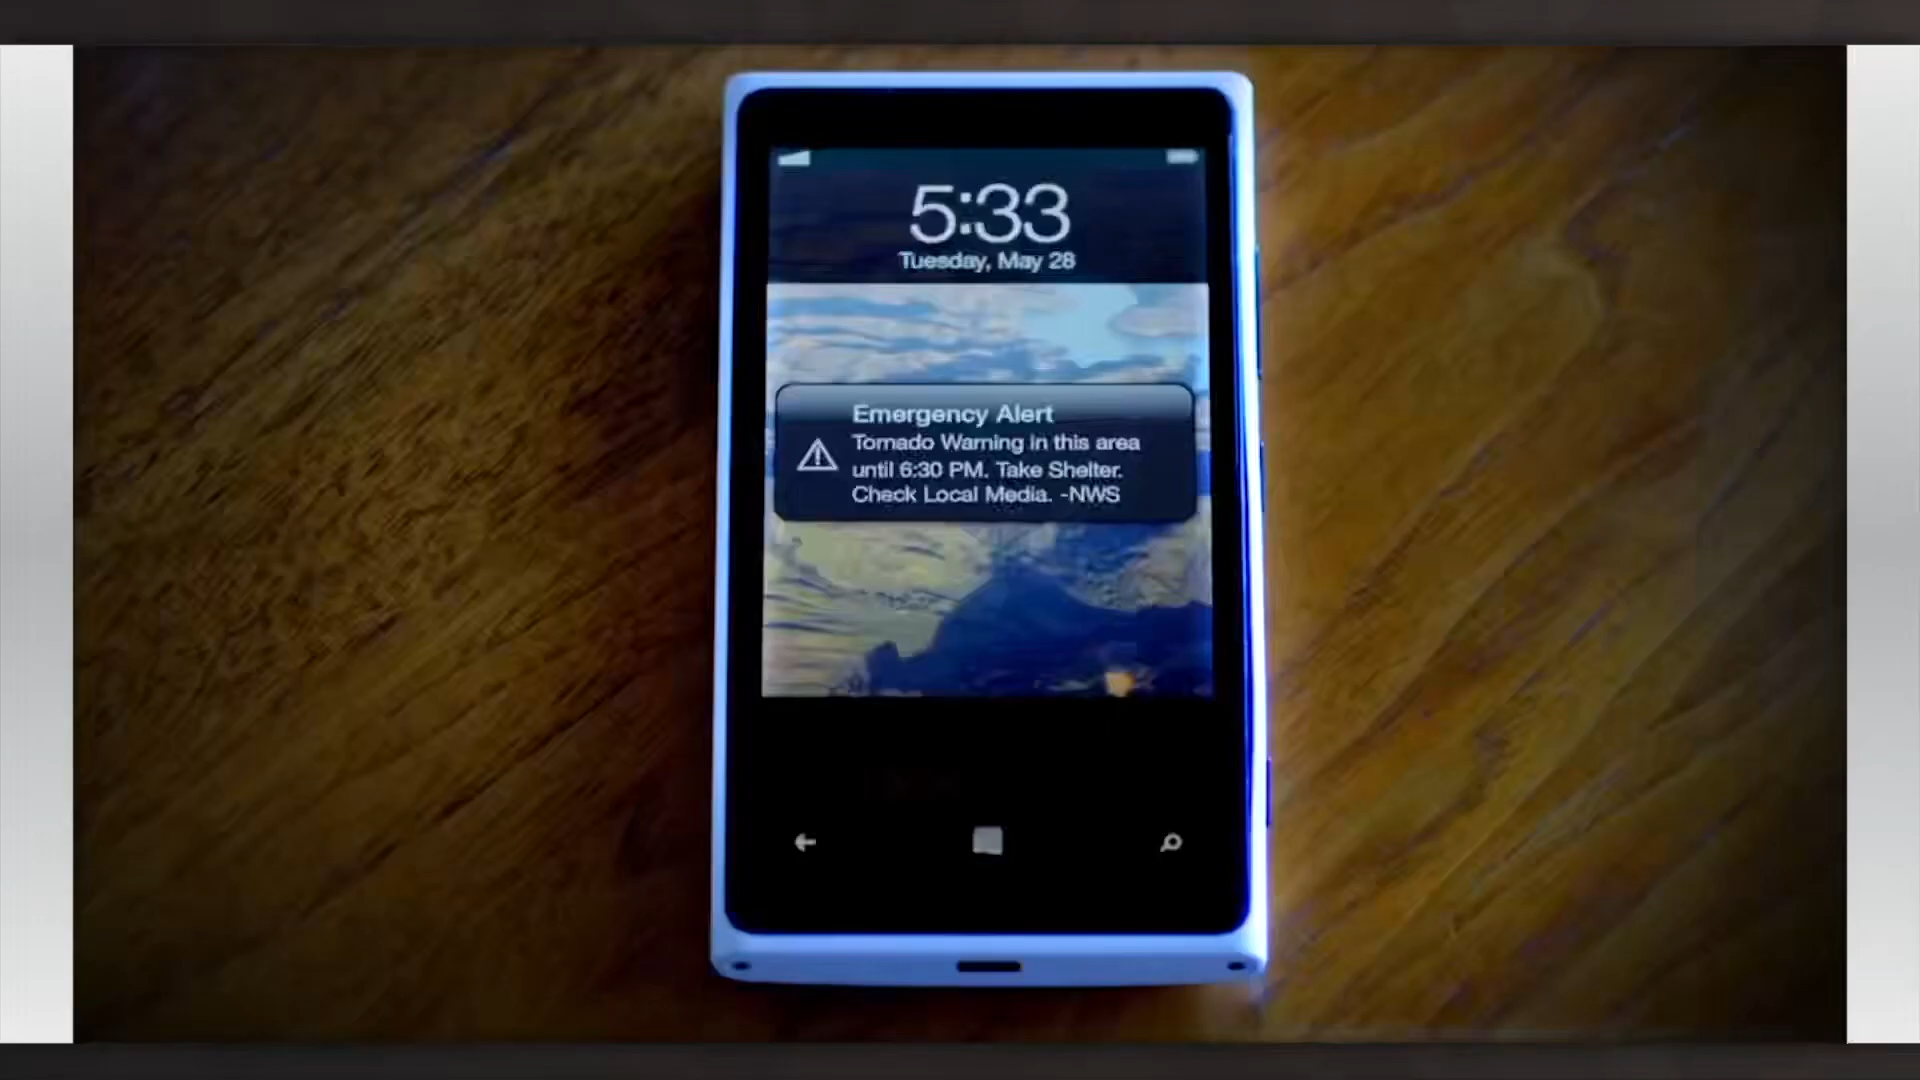 5:33
Tuesday, May 28
Emergency Alert
Tornado Warning in this area
until 6:30 PM. Take Shelter.
Check Local Media. -NWS